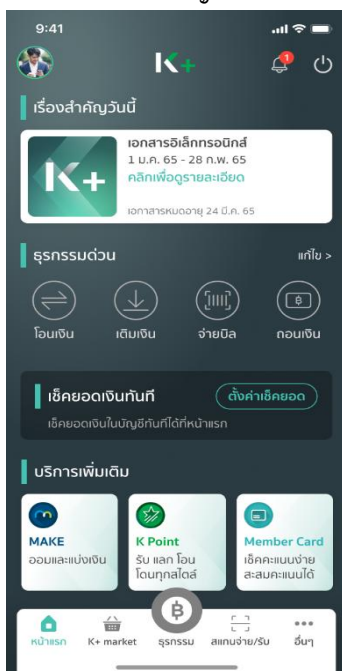 9:41
K+
1
เรื่องสำคัญวันนี้
K+
เอกสารอิเล็กทรอนิกส์
1 ม.ค. 65 - 28 ก.พ. 65
คลิกเพื่อดูรายละเอียด
เอกาสารหมดอายุ 24 มี.ค. 65
ธุรกรรมด่วน
แก้ไข >
โอนเงิน เติมเงิน จ่ายบิล ถอนเงิน
เช็คยอดเงินทันที
ตั้งค่าเช็คยอด
เช็คยอดเงินในบัญชีทันทีได้ที่หน้าแรก
บริการเพิ่มเติม
MAKE
ออมและแบ่งเงิน
K Point
รับ แลก โอน
โดนทุกสไตล์
Member Card
เช็คคะแนนง่าย
สะสมคะแนนได้
หน้าแรก K+ market ธุรกรรม สแกนจ่าย/รับ อื่นๆ